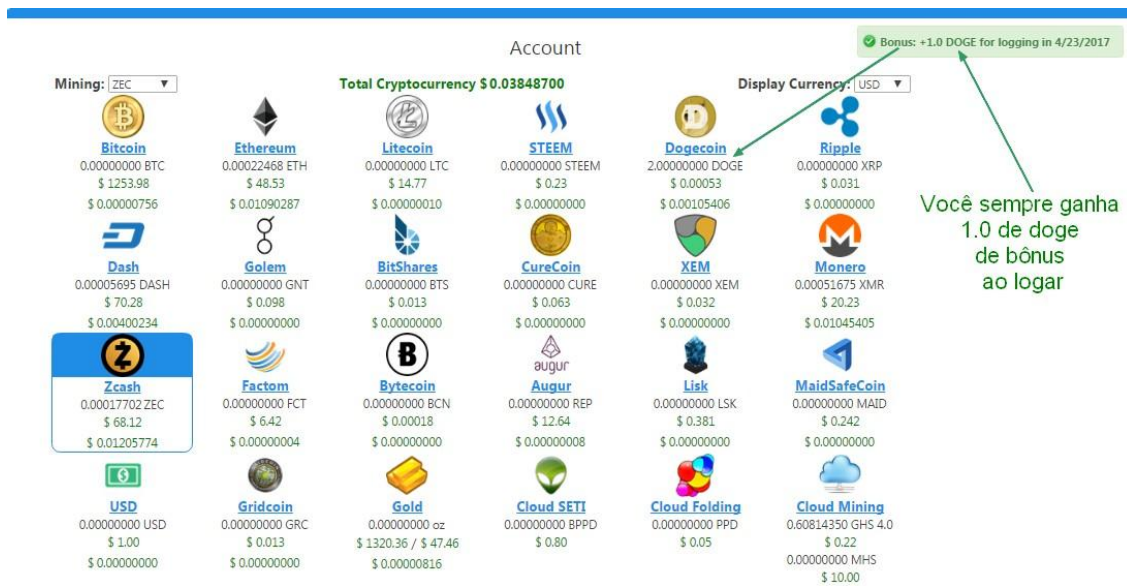 Account
Bonus: +1.0 DOGE for logging in 4/23/2017
Mining: ZEC
Total Cryptocurrency $ 0.03848700
Display Currency: USD
Bitcoin Ethereum Litecoin STEEM Dogecoin Ripple
0.00000000 BTC 0.00022468 ETH 0.00000000 LTC 0.00000000 STEEM 2.00000000 DOGE 0.00000000 XRP
$ 1253.98 $ 48.53 $ 14.77 $ 0.23 $ 0.00053 $ 0.031
$ 0.00000756 $ 0.01090287 $ 0.00000010 $ 0.00000000 $ 0.00105406 $ 0.00000000
Você sempre ganha
1.0 de doge
de bônus
ao logar
Dash Golem BitShares CureCoin XEM Monero
0.00005695 DASH 0.00000000 GNT 0.00000000 BTS 0.00000000 CURE 0.00000000 XEM 0.00051675 XMR
$ 70.28 $ 0.098 $ 0.013 $ 0.063 $ 0.032 $ 20.23
$ 0.00400234 $ 0.00000000 $ 0.00000000 $ 0.00000000 $ 0.00000000 $ 0.01045405
augur
Zcash Factom Bytecoin Augur Lisk MaidSafeCoin
0.00017702 ZEC 0.00000000 FCT 0.00000000 BCN 0.00000000 REP 0.00000000 LSK 0.00000000 MAID
$ 68.12 $ 6.42 $ 0.00018 $ 12.64 $ 0.381 $ 0.242
$ 0.01205774 $ 0.00000004 $ 0.00000000 $ 0.00000008 $ 0.00000000 $ 0.00000000
USD Gridcoin Gold Cloud SETI Cloud Folding Cloud Mining
0.00000000 USD 0.00000000 GRC 0.00000000 oz 0.00000000 BPPD 0.00000000 PPD 0.60814350 GHS 4.0
$ 1.00 $ 0.013 $ 1320.36 / $ 47.46 $ 0.80 $ 0.05 $ 0.22
$ 0.00000000 $ 0.00000000 $ 0.00000816 0.00000000 MHS
$ 10.00